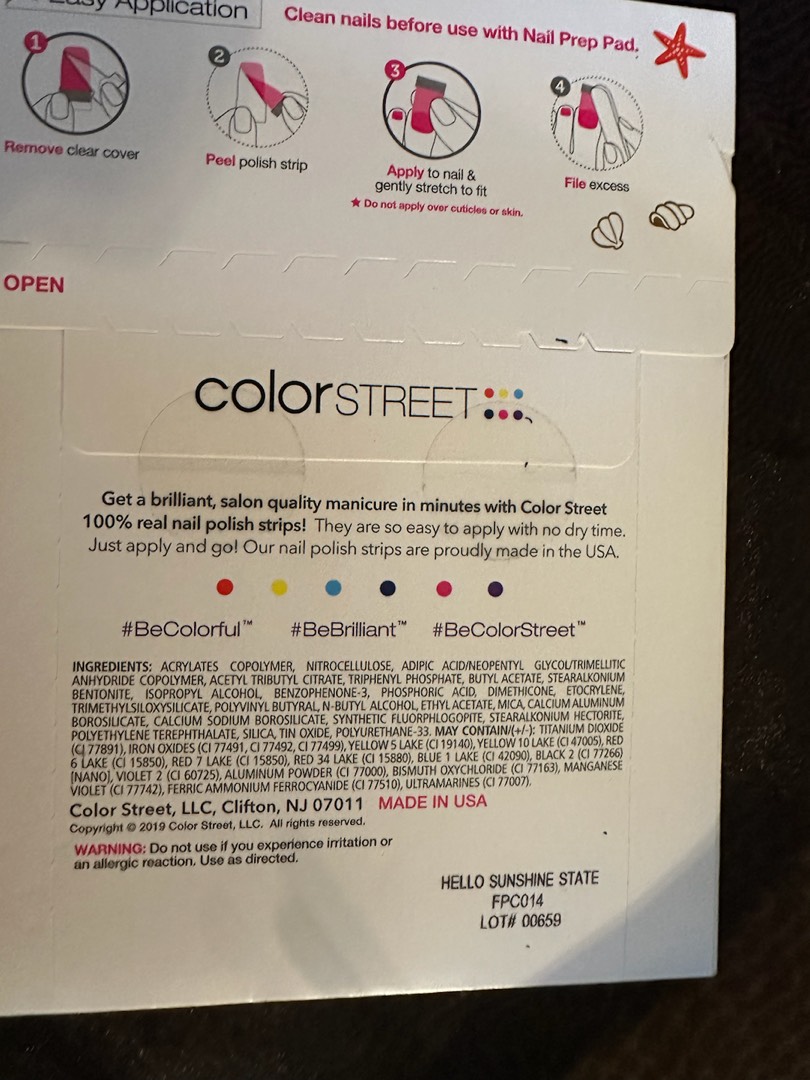 Easy Application
Clean nails before use with Nail Prep Pad.
1
2
3
4
Remove clear cover
Peel polish strip
Apply to nail &
gently stretch to fit
★ Do not apply over cuticles or skin.
File excess
OPEN
colorSTREET
Get a brilliant, salon quality manicure in minutes with Color Street
100% real nail polish strips! They are so easy to apply with no dry time.
Just apply and go! Our nail polish strips are proudly made in the USA.
#BeColorful™ #BeBrilliant™ #BeColorStreet™
INGREDIENTS: ACRYLATES COPOLYMER, NITROCELLULOSE, ADIPIC ACID/NEOPENTYL GLYCOL/TRIMELLITIC
ANHYDRIDE COPOLYMER, ACETYL TRIBUTYL CITRATE, TRIPHENYL PHOSPHATE, BUTYL ACETATE, STEARALKONIUM
BENTONITE, ISOPROPYL ALCOHOL, BENZOPHENONE-3, PHOSPHORIC ACID, DIMETHICONE, ETOCRYLENE,
TRIMETHYLSILOXYSILICATE, POLYVINYL BUTYRAL, N-BUTYL ALCOHOL, ETHYL ACETATE, MICA, CALCIUM ALUMINUM
BOROSILICATE, CALCIUM SODIUM BOROSILICATE, SYNTHETIC FLUORPHLOGOPITE, STEARALKONIUM HECTORITE,
POLYETHYLENE TEREPHTHALATE, SILICA, TIN OXIDE, POLYURETHANE-33. MAY CONTAIN/(+/-): TITANIUM DIOXIDE
(CI 77891), IRON OXIDES (CI 77491, CI 77492, CI 77499), YELLOW 5 LAKE (CI 19140), YELLOW 10 LAKE (CI 47005), RED
6 LAKE (CI 15850), RED 7 LAKE (CI 15850), RED 34 LAKE (CI 15880), BLUE 1 LAKE (CI 42090), BLACK 2 (CI 77266)
[NANO], VIOLET 2 (CI 60725), ALUMINUM POWDER (CI 77000), BISMUTH OXYCHLORIDE (CI 77163), MANGANESE
VIOLET (CI 77742), FERRIC AMMONIUM FERROCYANIDE (CI 77510), ULTRAMARINES (CI 77007).
Color Street, LLC, Clifton, NJ 07011 MADE IN USA
Copyright © 2019 Color Street, LLC. All rights reserved.
WARNING: Do not use if you experience irritation or
an allergic reaction. Use as directed.
HELLO SUNSHINE STATE
FPC014
LOT# 00659